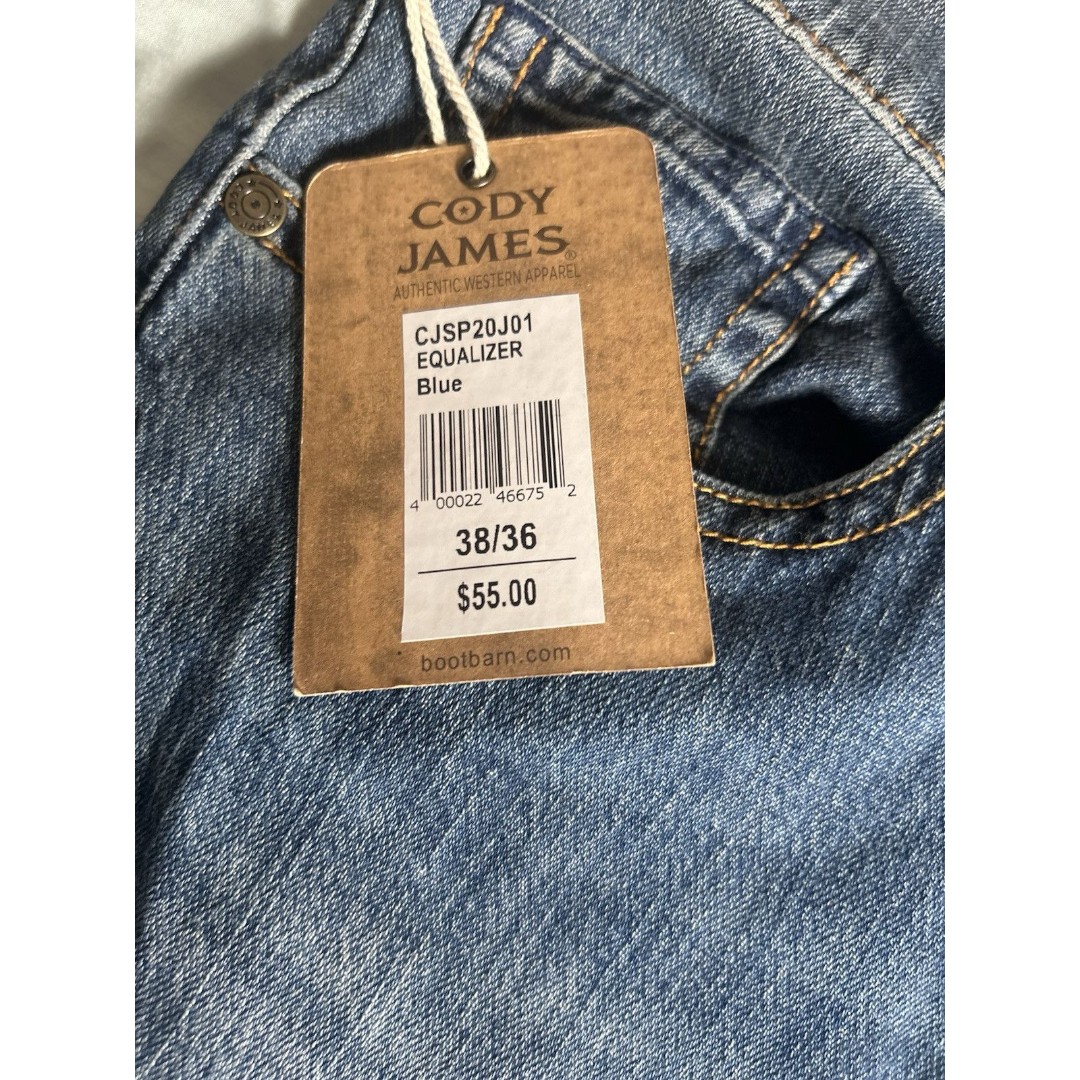 CODY
JAMES®
AUTHENTIC WESTERN APPAREL
CJSP20J01
EQUALIZER
Blue
4 00022 46675 2
38/36
$55.00
bootbarn.com